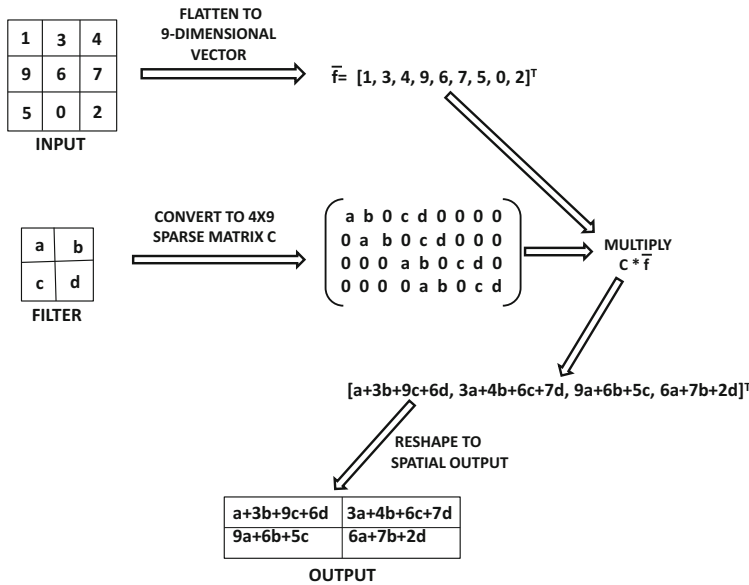 1 3 4
9 6 7
5 0 2
INPUT
FLATTEN TO
9-DIMENSIONAL
VECTOR
f̅= [1, 3, 4, 9, 6, 7, 5, 0, 2]ᵀ
a b
c d
FILTER
CONVERT TO 4X9
SPARSE MATRIX C
a b 0 c d 0 0 0 0
0 a b 0 c d 0 0 0
0 0 0 a b 0 c d 0
0 0 0 0 a b 0 c d
MULTIPLY
C * f̅
[a+3b+9c+6d, 3a+4b+6c+7d, 9a+6b+5c, 6a+7b+2d]ᵀ
RESHAPE TO
SPATIAL OUTPUT
a+3b+9c+6d 3a+4b+6c+7d
9a+6b+5c 6a+7b+2d
OUTPUT